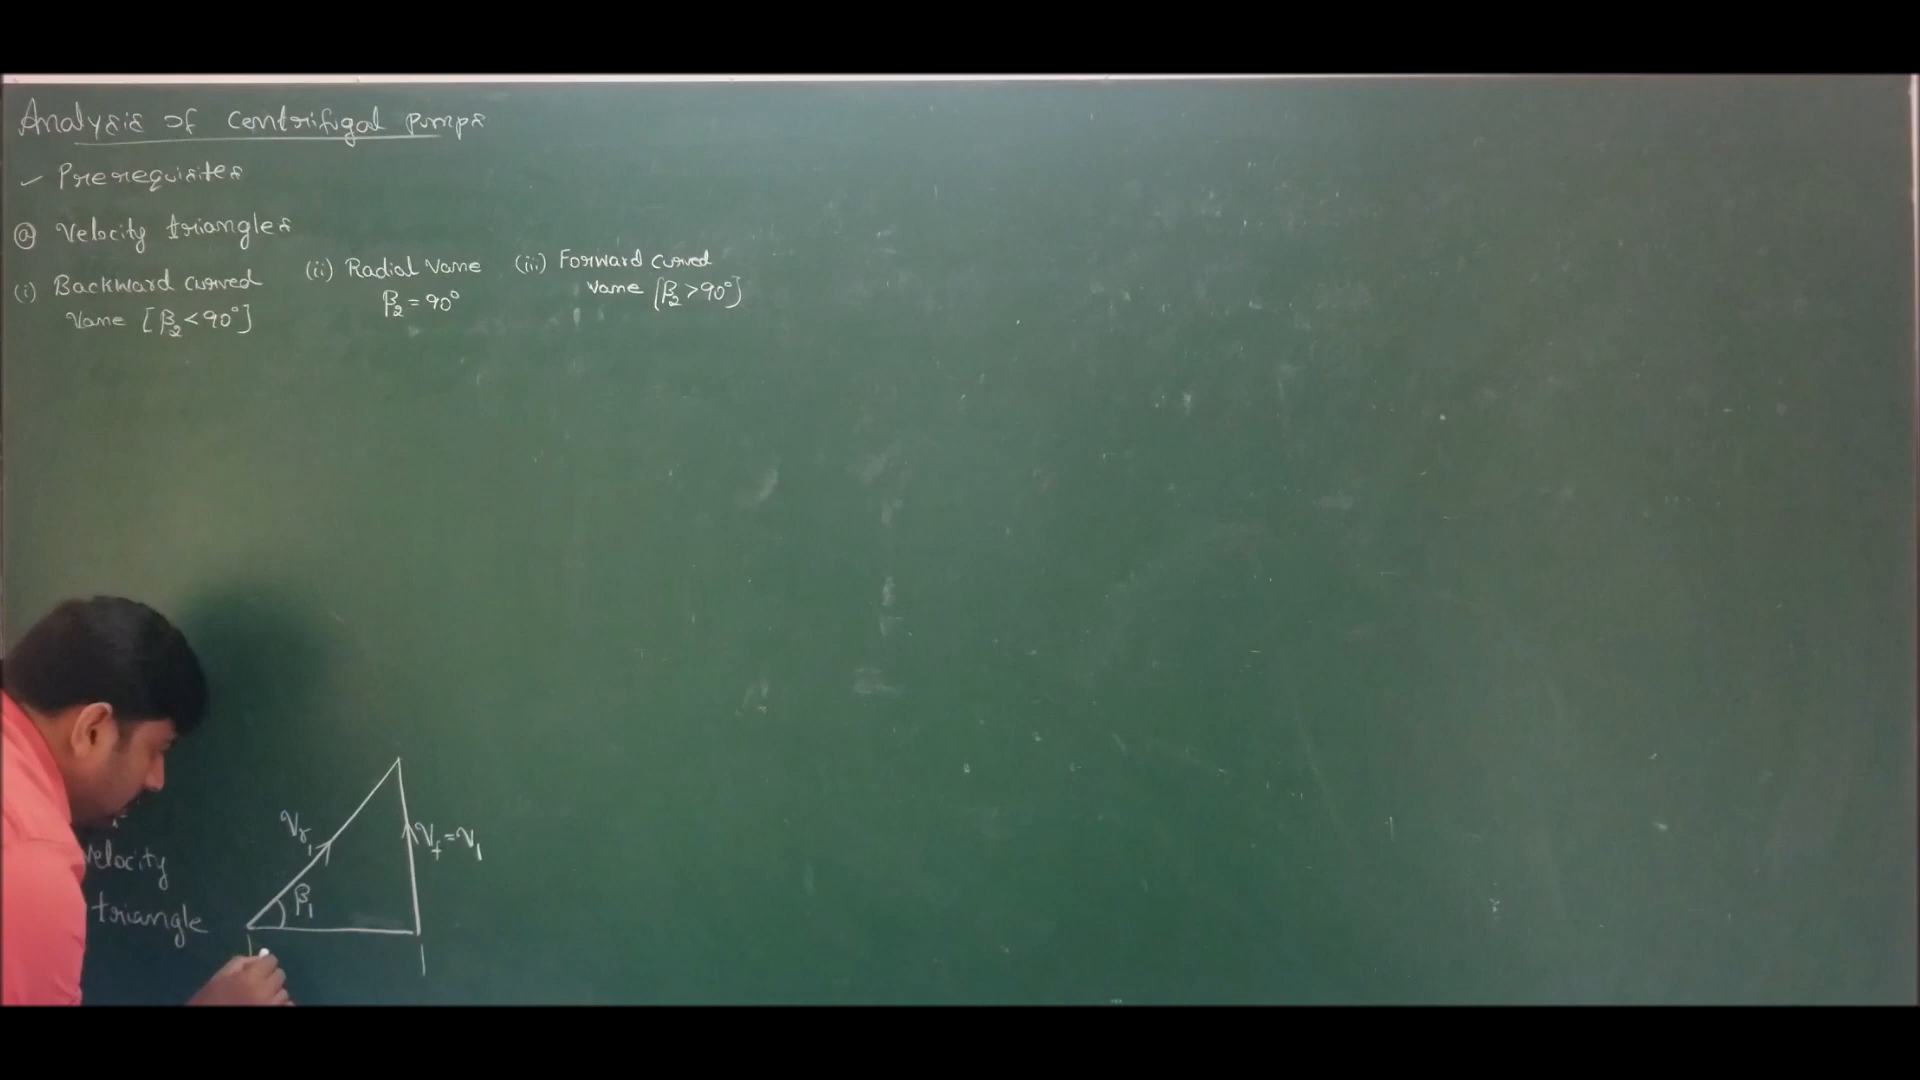 Analysis of centrifugal pumps
Prerequisites
ⓐ Velocity triangles
(i) Backward curved
Vane [β₂<90°]
(ii) Radial Vane
β₂ = 90°
(iii) Forward curved
Vane [β₂>90°]
Vr₁
Vf=V₁
β₁
velocity
triangle